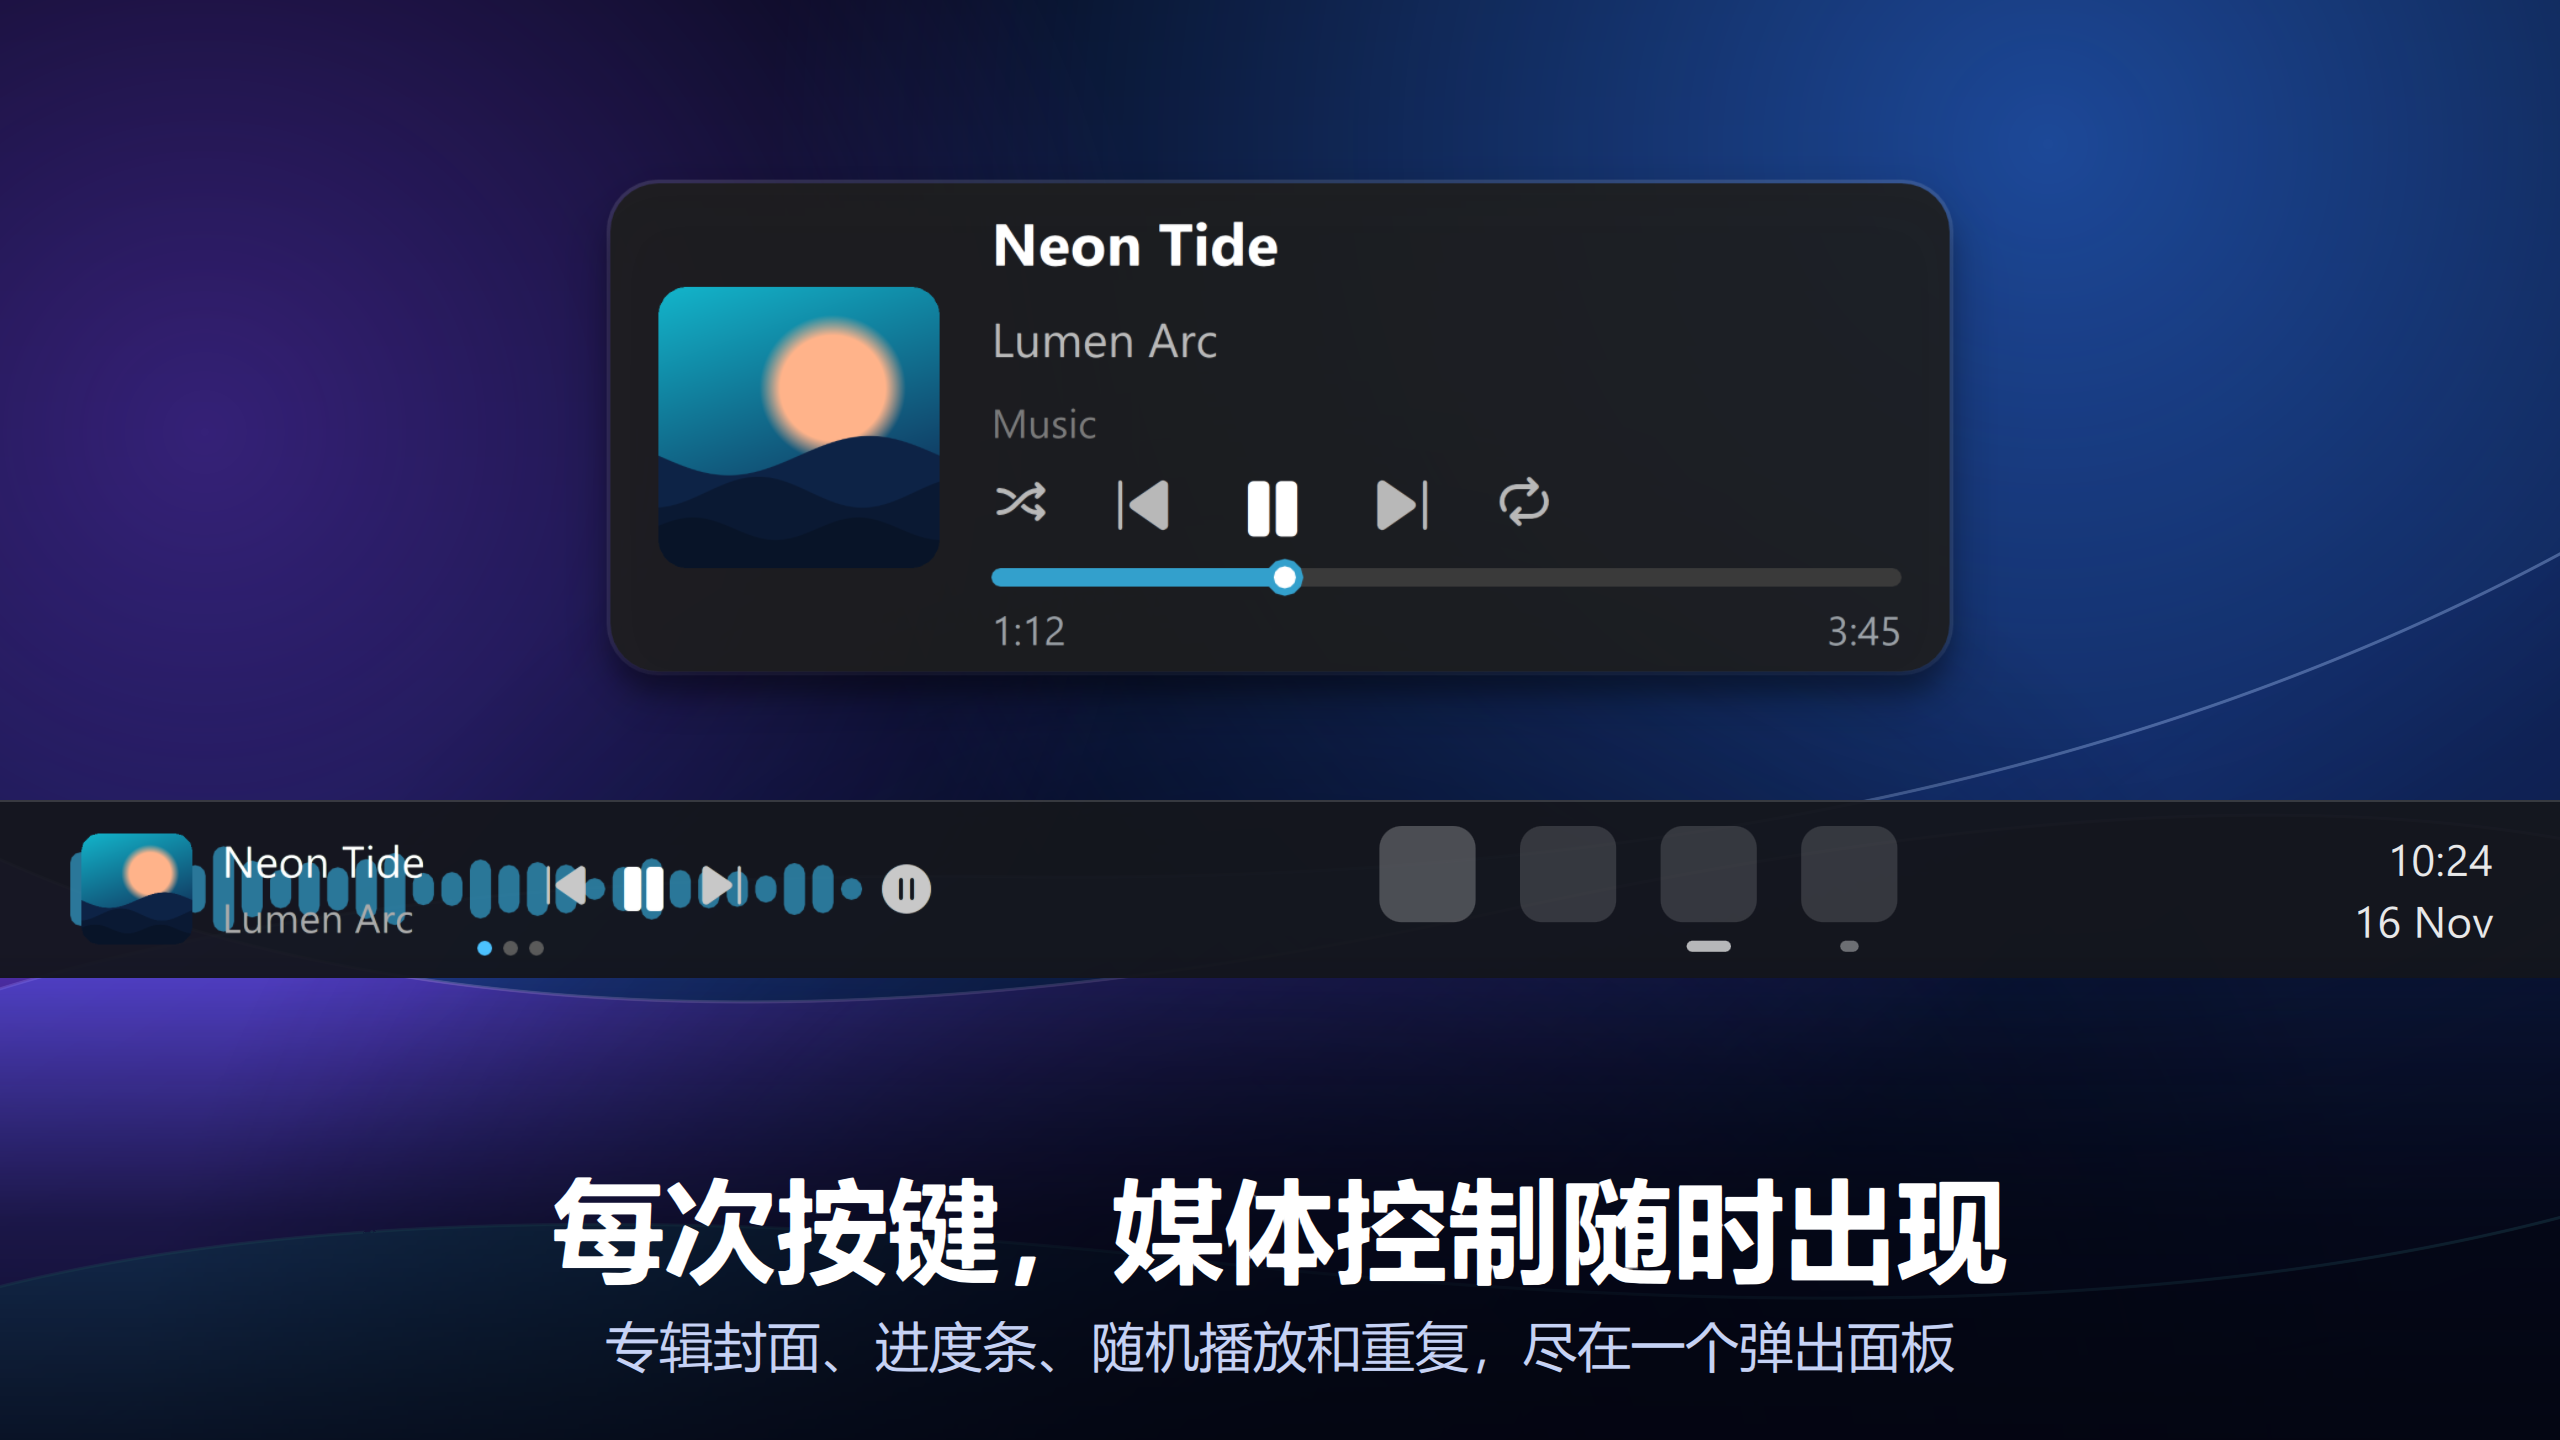 Neon Tide
Lumen Arc
Music
1:12
3:45
Neon Tide
Lumen Arc
10:24
16 Nov
每次按键，媒体控制随时出现
专辑封面、进度条、随机播放和重复，尽在一个弹出面板